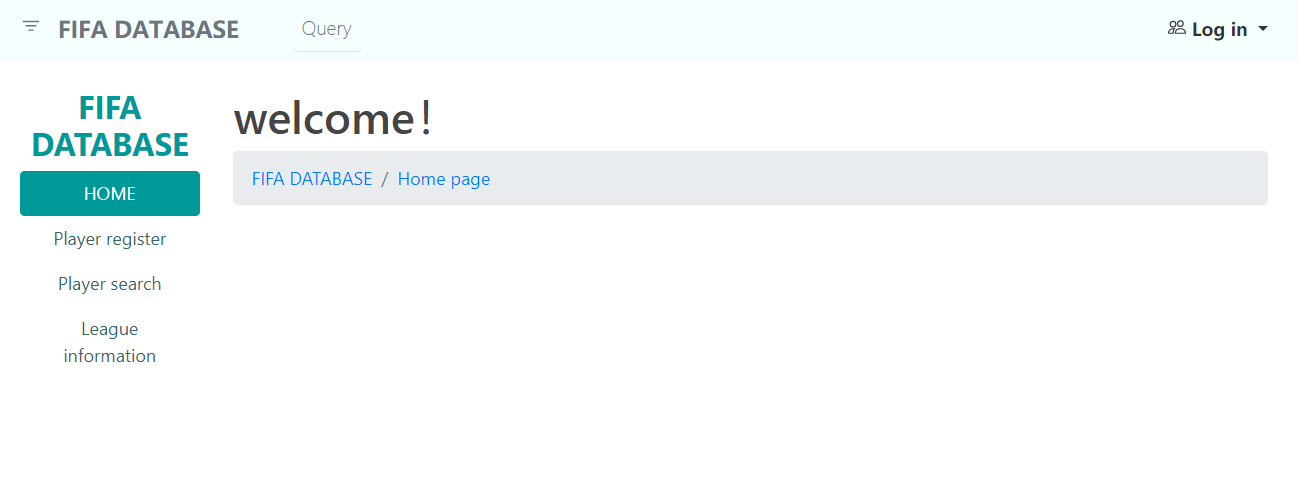 FIFA DATABASE
Query
Log in
FIFA
DATABASE
HOME
Player register
Player search
League
information
welcome！
FIFA DATABASE / Home page